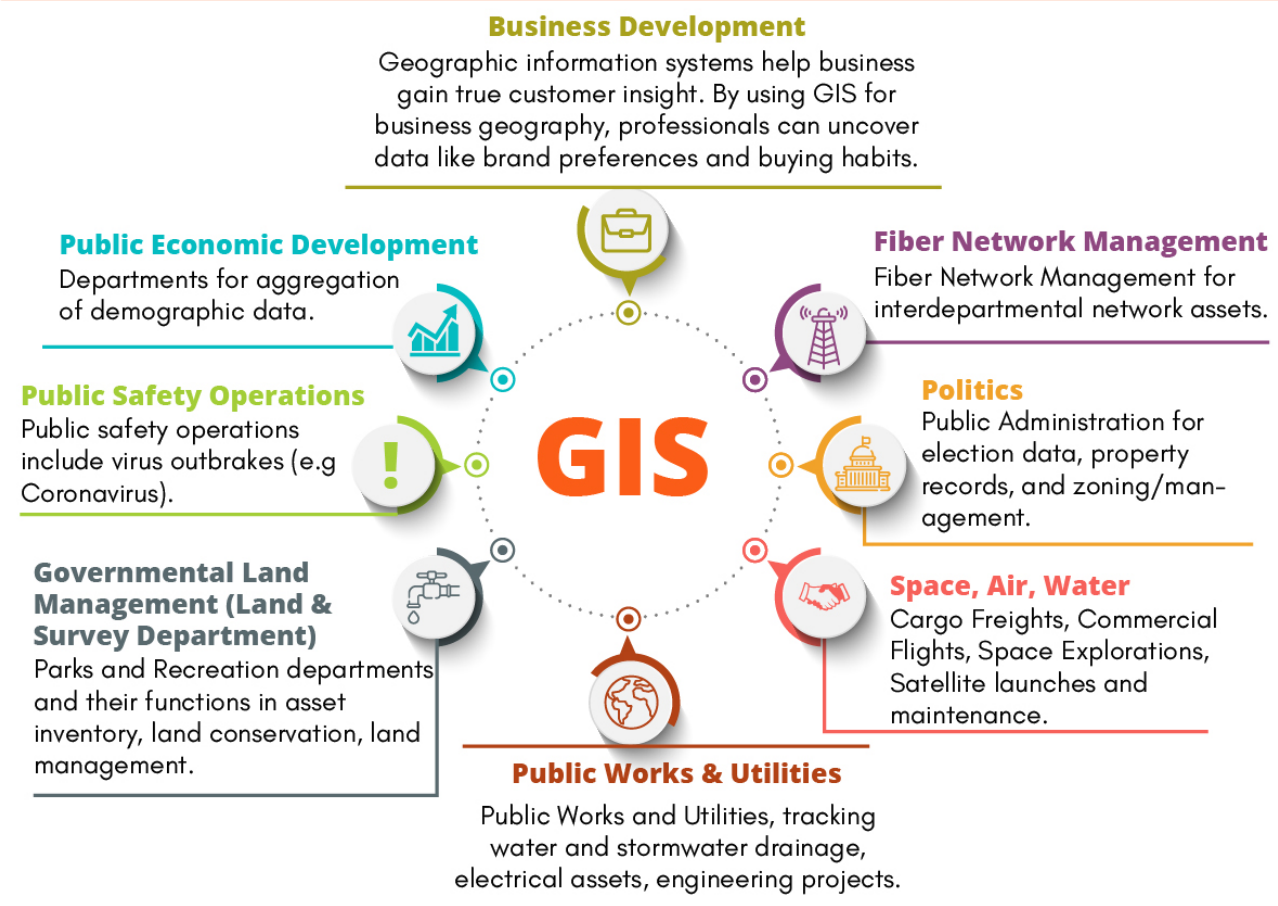 Business Development
Geographic information systems help business
gain true customer insight. By using GIS for
business geography, professionals can uncover
data like brand preferences and buying habits.
Public Economic Development
Departments for aggregation
of demographic data.
Fiber Network Management
Fiber Network Management for
interdepartmental network assets.
Public Safety Operations
Public safety operations
include virus outbrakes (e.g
Coronavirus).
GIS
Politics
Public Administration for
election data, property
records, and zoning/man-
agement.
Governmental Land
Management (Land &
Survey Department)
Parks and Recreation departments
and their functions in asset
inventory, land conservation, land
management.
Space, Air, Water
Cargo Freights, Commercial
Flights, Space Explorations,
Satellite launches and
maintenance.
Public Works & Utilities
Public Works and Utilities, tracking
water and stormwater drainage,
electrical assets, engineering projects.